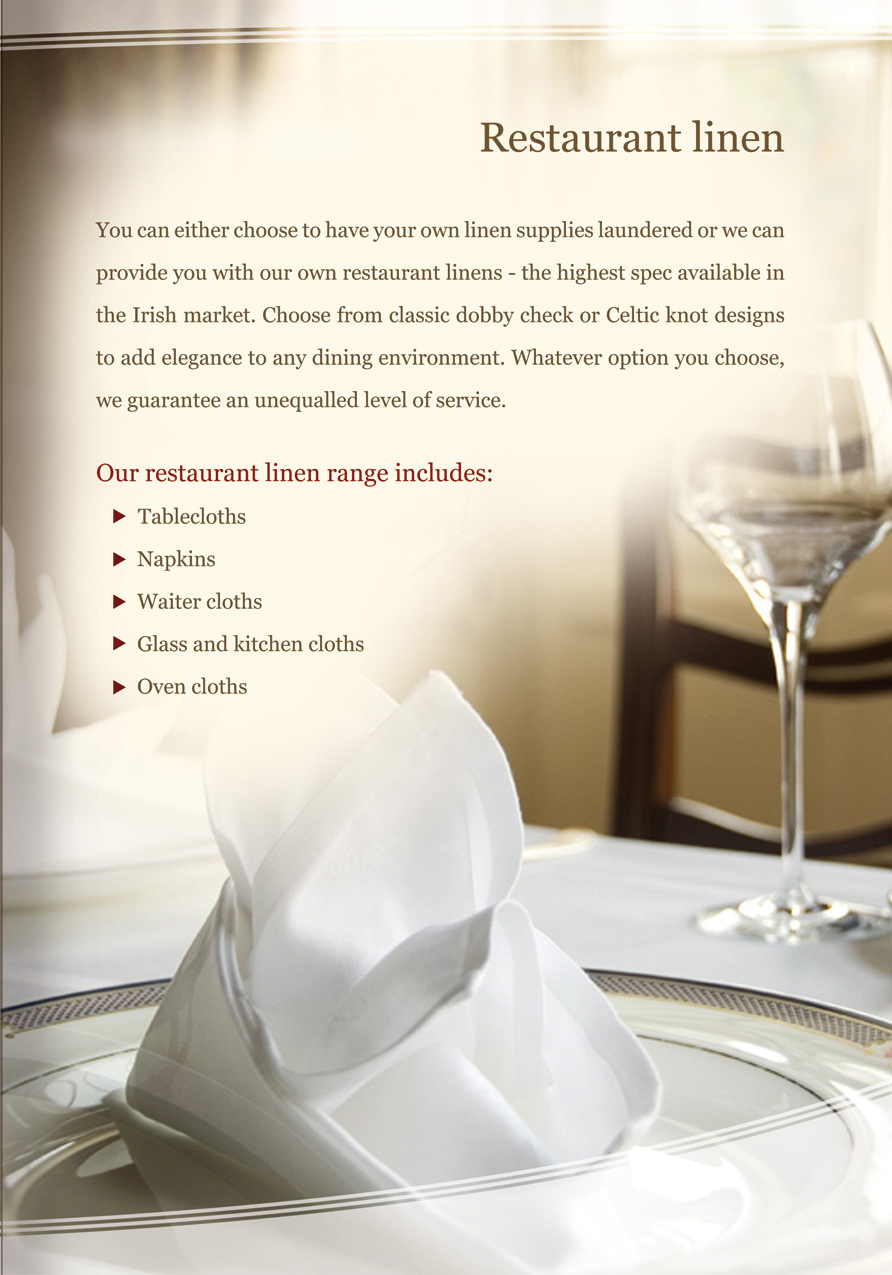 Restaurant linen
You can either choose to have your own linen supplies laundered or we can
provide you with our own restaurant linens - the highest spec available in
the Irish market. Choose from classic dobby check or Celtic knot designs
to add elegance to any dining environment. Whatever option you choose,
we guarantee an unequalled level of service.
Our restaurant linen range includes:
Tablecloths
Napkins
Waiter cloths
Glass and kitchen cloths
Oven cloths